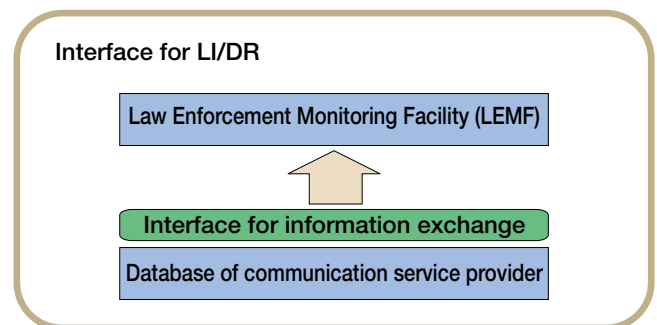 Interface for LI/DR
Law Enforcement Monitoring Facility (LEMF)
Interface for information exchange
Database of communication service provider